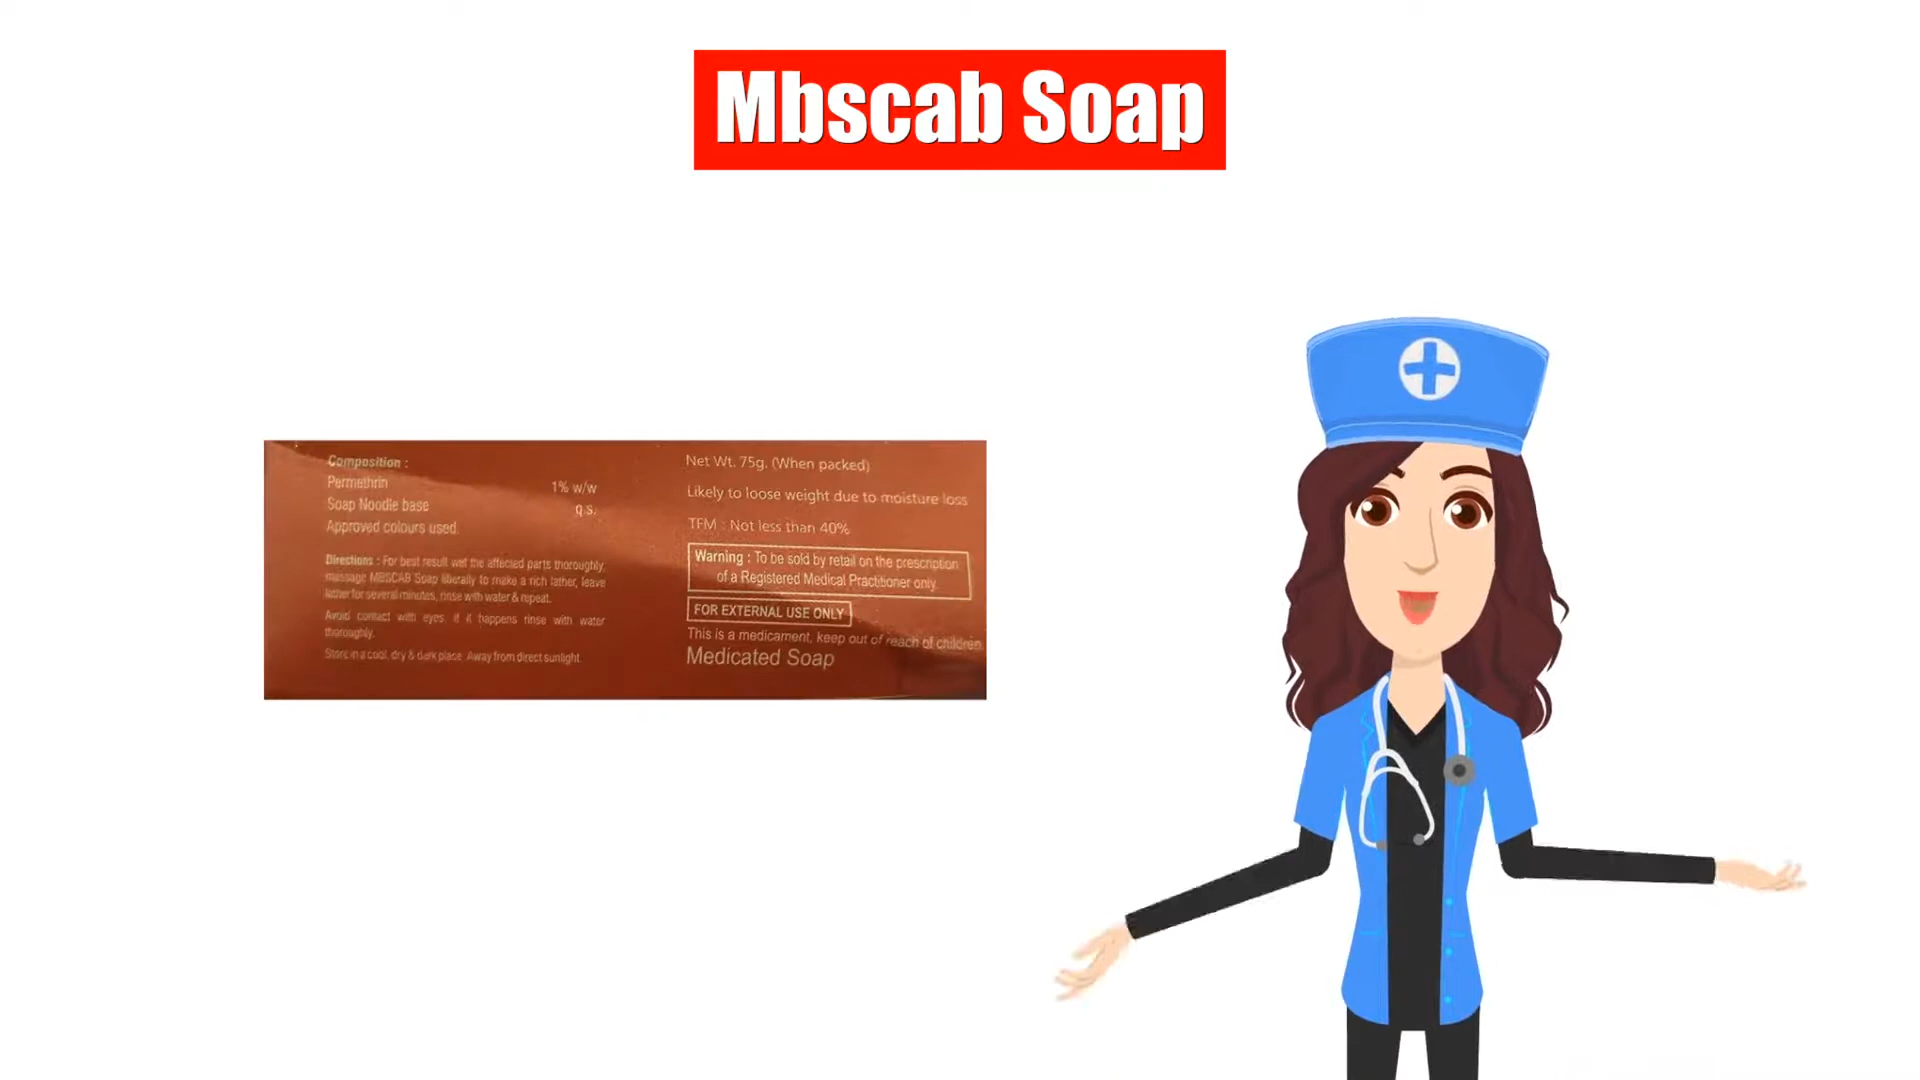 Mbscab Soap
Composition :
Permethrin 1% w/w
Soap Noodle base q.s.
Approved colours used.
Directions : For best result wet the affected parts thoroughly,
massage MBSCAB Soap liberally to make a rich lather, leave
lather for several minutes, rinse with water & repeat.
Avoid contact with eyes, if it happens rinse with water
thoroughly.
Store in a cool, dry & dark place. Away from direct sunlight.
Net Wt. 75g. (When packed)
Likely to loose weight due to moisture loss
TFM : Not less than 40%
Warning : To be sold by retail on the prescription
of a Registered Medical Practitioner only.
FOR EXTERNAL USE ONLY
This is a medicament, keep out of reach of children.
Medicated Soap